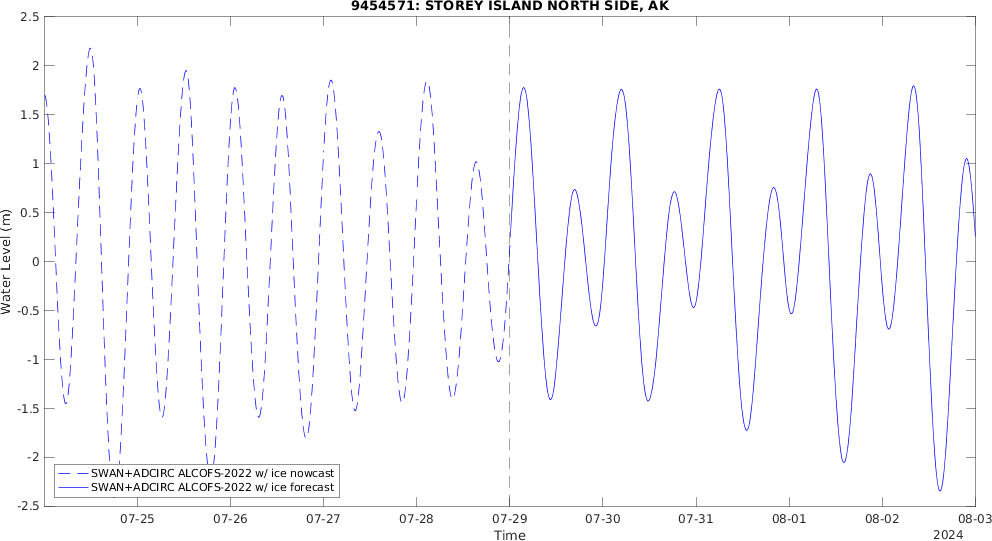 9454571: STOREY ISLAND NORTH SIDE, AK
2.5
2
1.5
1
0.5
0
-0.5
-1
-1.5
-2
-2.5
Water Level (m)
SWAN+ADCIRC ALCOFS-2022 w/ ice nowcast
SWAN+ADCIRC ALCOFS-2022 w/ ice forecast
07-25 07-26 07-27 07-28 07-29 07-30 07-31 08-01 08-02 08-03
Time
2024